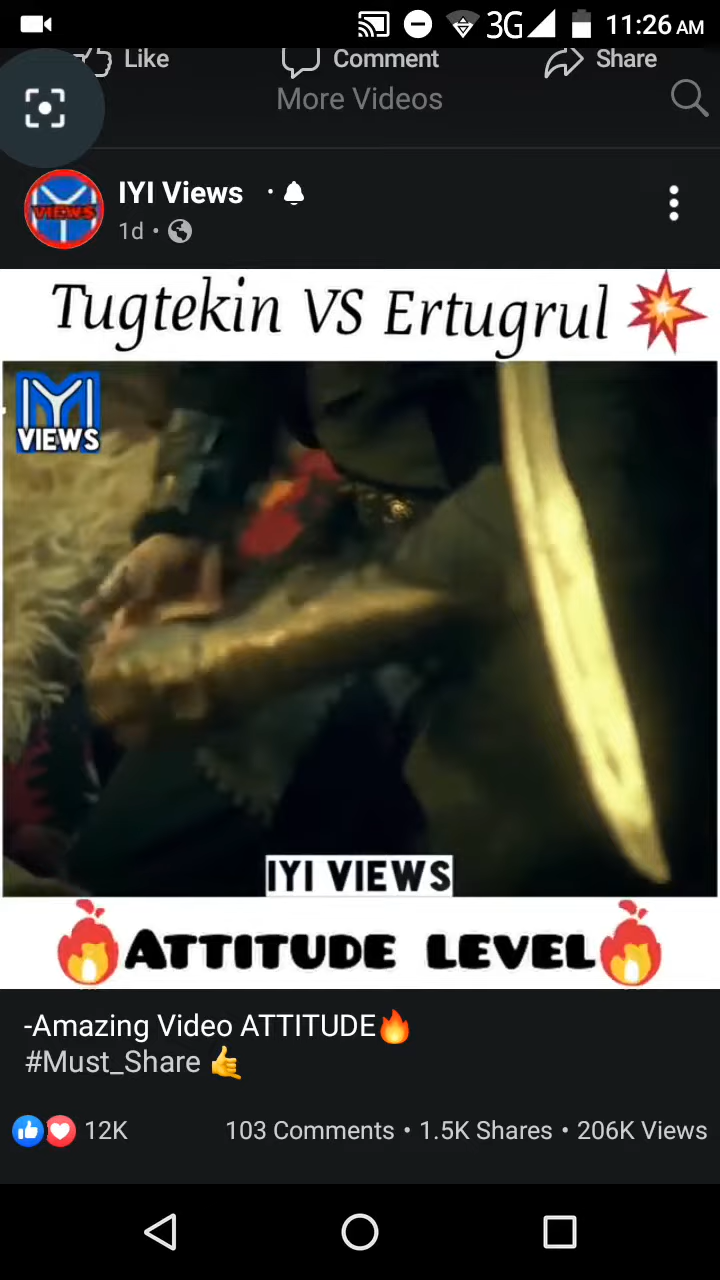 3G 11:26 AM
Like Comment Share
More Videos
IYI Views
1d
VIEWS
Tugtekin VS Ertugrul 💥
IYI
VIEWS
IYI VIEWS
🔥ATTITUDE LEVEL🔥
-Amazing Video ATTITUDE🔥
#Must_Share 🤙
12K 103 Comments • 1.5K Shares • 206K Views